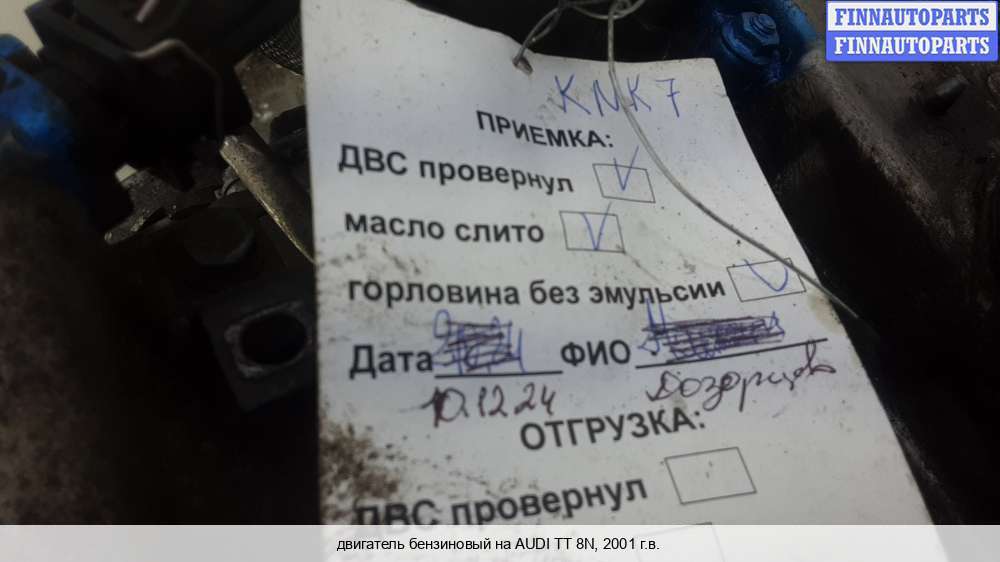 FINNAUTOPARTS
FINNAUTOPARTS
KNK7
ПРИЕМКА:
ДВС провернул
масло слито
горловина без эмульсии
Дата ФИО
10.12.24 Дозорцев
ОТГРУЗКА:
ДВС провернул
двигатель бензиновый на AUDI TT 8N, 2001 г.в.